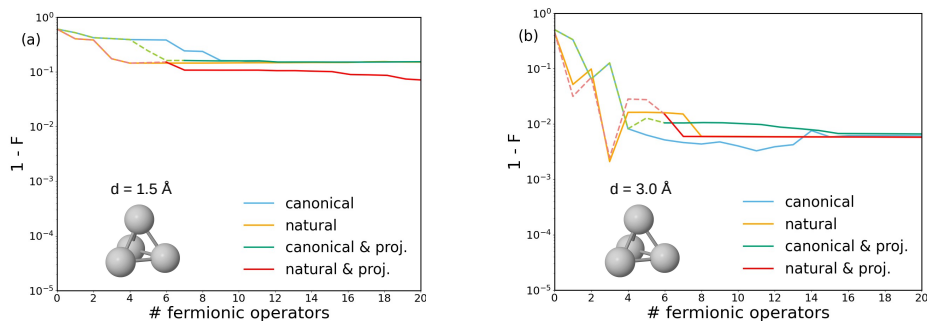 (a)
1 - F
10^0
10^-1
10^-2
10^-3
10^-4
10^-5
d = 1.5 Å
canonical
natural
canonical & proj.
natural & proj.
0 2 4 6 8 10 12 14 16 18 20
# fermionic operators
(b)
1 - F
10^0
10^-1
10^-2
10^-3
10^-4
10^-5
d = 3.0 Å
canonical
natural
canonical & proj.
natural & proj.
0 2 4 6 8 10 12 14 16 18 20
# fermionic operators